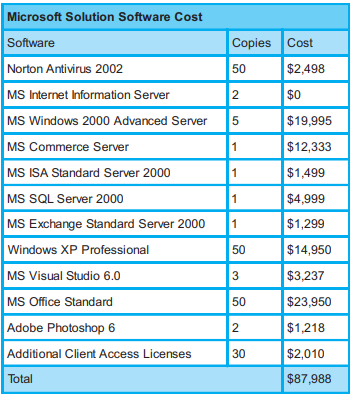 Microsoft Solution Software Cost
Software Copies Cost
Norton Antivirus 2002 50 $2,498
MS Internet Information Server 2 $0
MS Windows 2000 Advanced Server 5 $19,995
MS Commerce Server 1 $12,333
MS ISA Standard Server 2000 1 $1,499
MS SQL Server 2000 1 $4,999
MS Exchange Standard Server 2000 1 $1,299
Windows XP Professional 50 $14,950
MS Visual Studio 6.0 3 $3,237
MS Office Standard 50 $23,950
Adobe Photoshop 6 2 $1,218
Additional Client Access Licenses 30 $2,010
Total $87,988